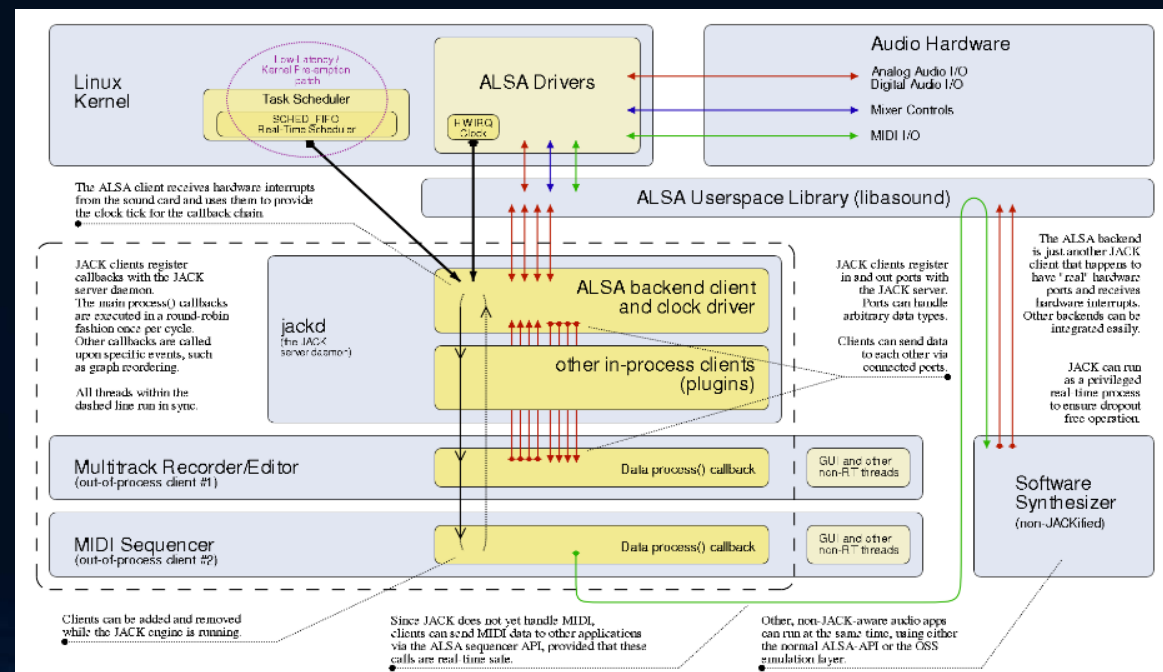 Linux
Kernel
Low Latency /
Kernel Pre-emption
patch
Task Scheduler
SCHED_FIFO
Real-Time Scheduler
ALSA Drivers
HWIRQ
Clock
Audio Hardware
Analog Audio I/O
Digital Audio I/O
Mixer Controls
MIDI I/O
The ALSA client receives hardware interrupts
from the sound card and uses them to provide
the clock tick for the callback chain.
ALSA Userspace Library (libasound)
JACK clients register
callbacks with the JACK
server daemon.
The main process() callbacks
are executed in a round-robin
fashion once per cycle.
Other callbacks are called
upon specific events, such
as graph reordering.
All threads within the
dashed line run in sync.
jackd
(the JACK
server daemon)
ALSA backend client
and clock driver
other in-process clients
(plugins)
JACK clients register
in and out ports with
the JACK server.
Ports can handle
arbitrary data types.
Clients can send data
to each other via
connected ports.
The ALSA backend
is just another JACK
client that happens to
have "real" hardware
ports and receives
hardware interrupts.
Other backends can be
integrated easily.
JACK can run
as a privileged
real-time process
to ensure dropout
free operation.
Multitrack Recorder/Editor
(out-of-process client #1)
Data process() callback
GUI and other
non-RT threads
MIDI Sequencer
(out-of-process client #2)
Data process() callback
GUI and other
non-RT threads
Software
Synthesizer
(non-JACKified)
Clients can be added and removed
while the JACK engine is running.
Since JACK does not yet handle MIDI,
clients can send MIDI data to other applications
via the ALSA sequencer API, provided that these
calls are real-time safe.
Other, non-JACK-aware audio apps
can run at the same time, using either
the normal ALSA-API or the OSS
emulation layer.